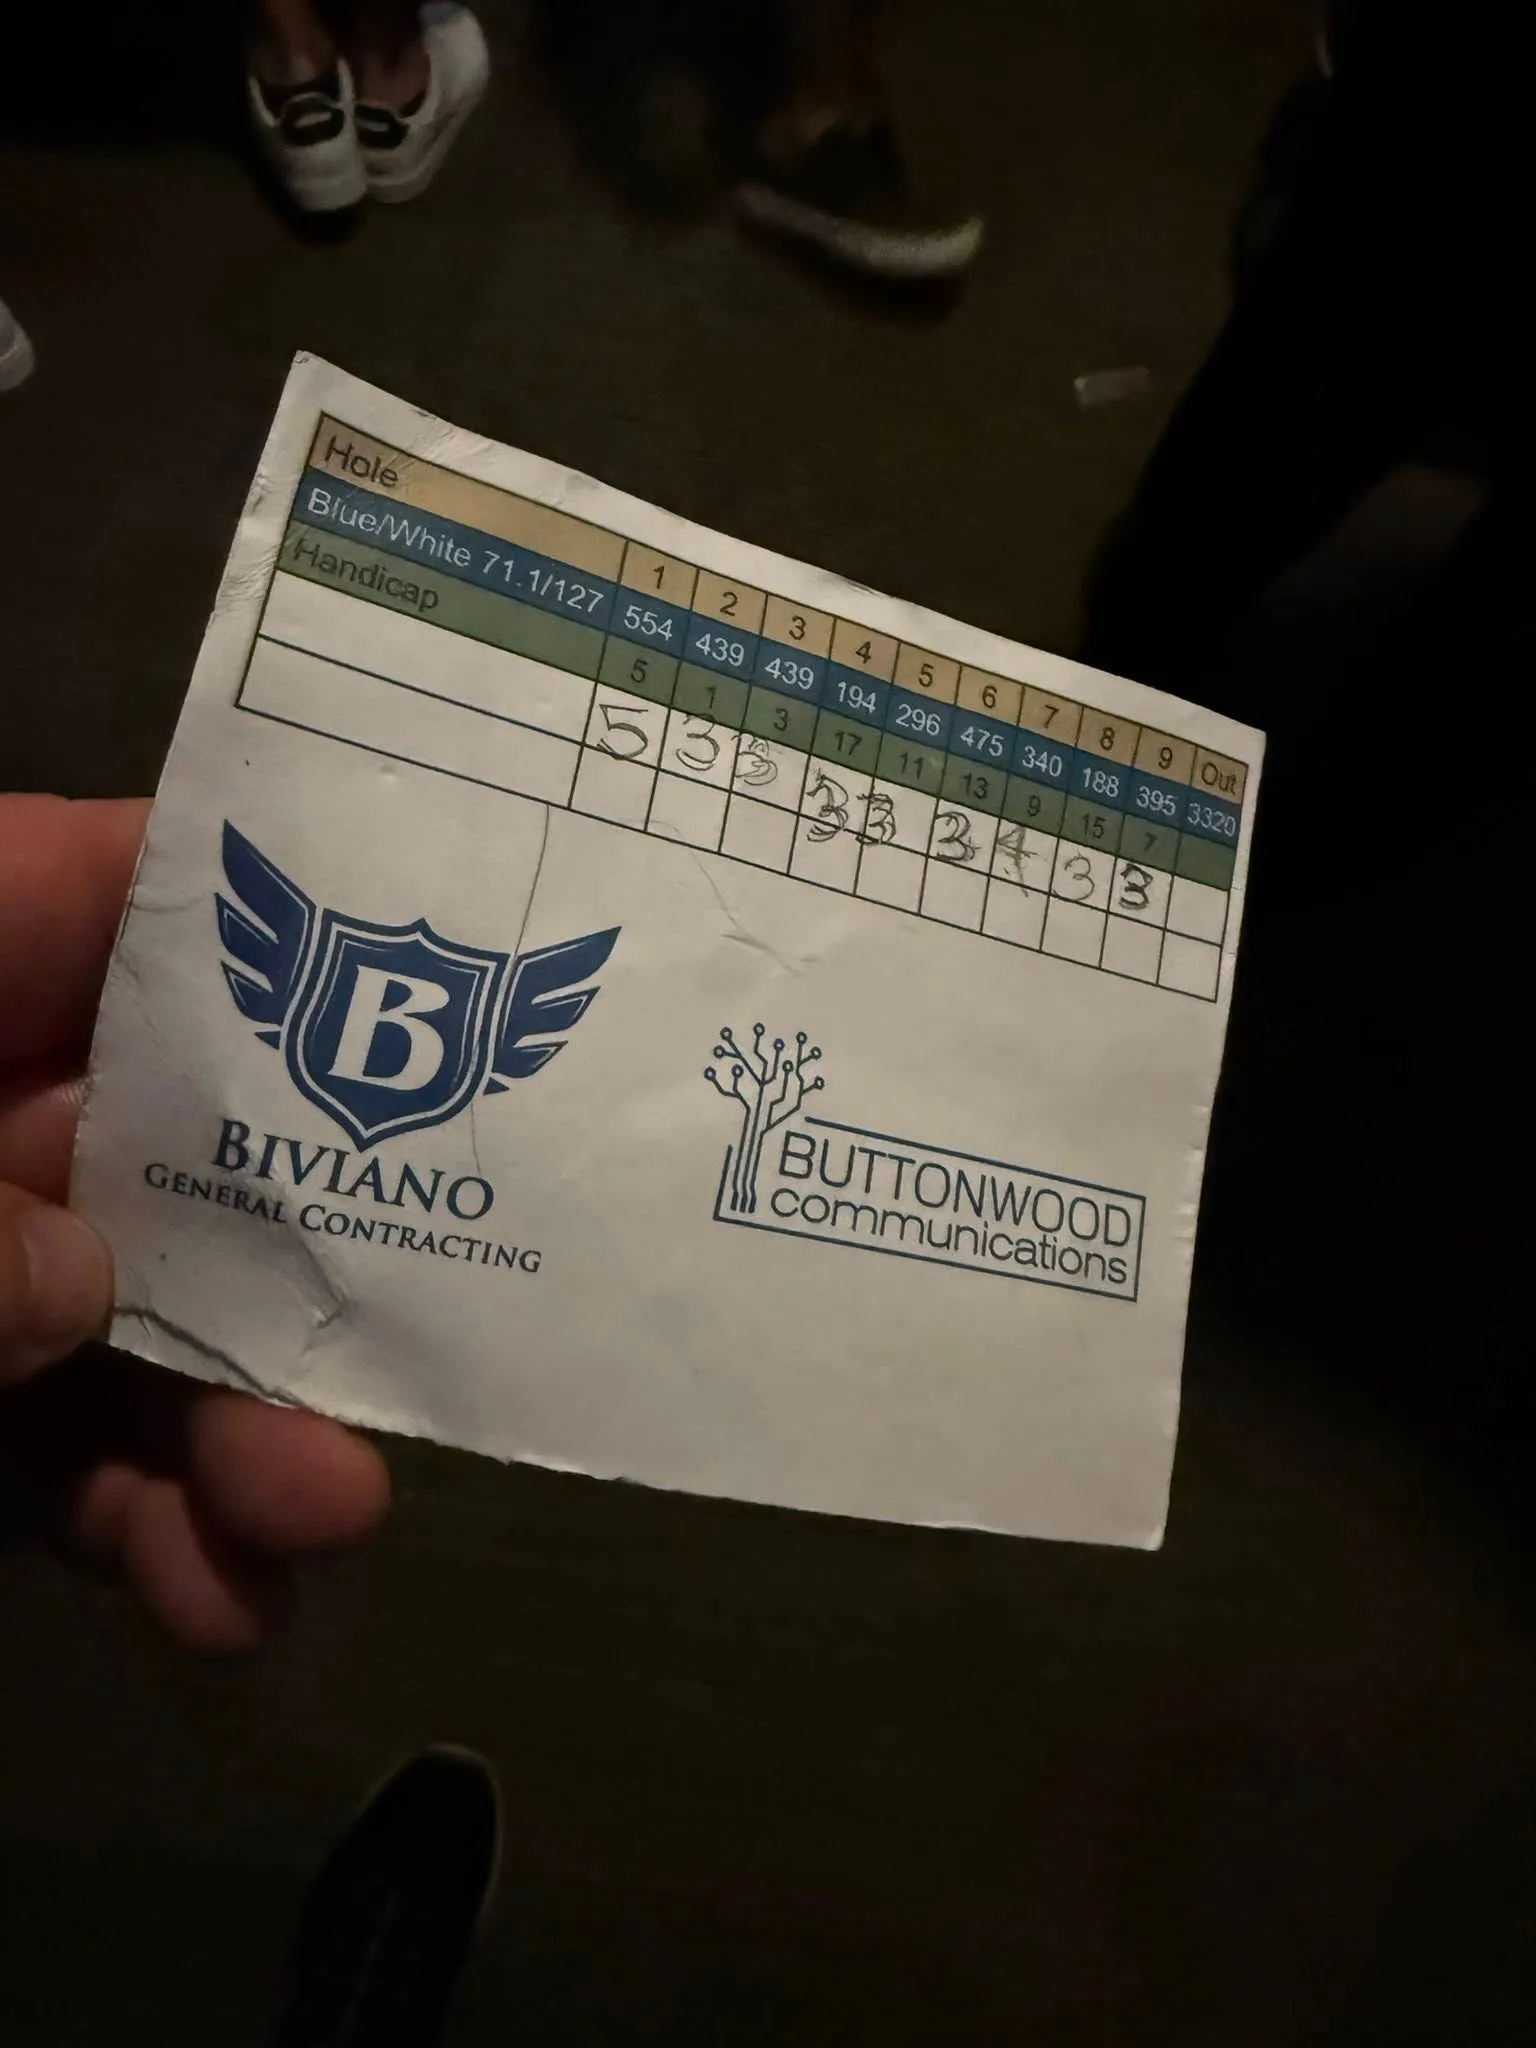 Hole 1 2 3 4 5 6 7 8 9 Out
Blue/White 71.1/127 554 439 439 194 296 475 340 188 395 3320
Handicap 5 1 3 17 11 13 9 15 7
5 3 3 3 3 3 4 3 3
B
BIVIANO
GENERAL CONTRACTING
BUTTONWOOD
communications